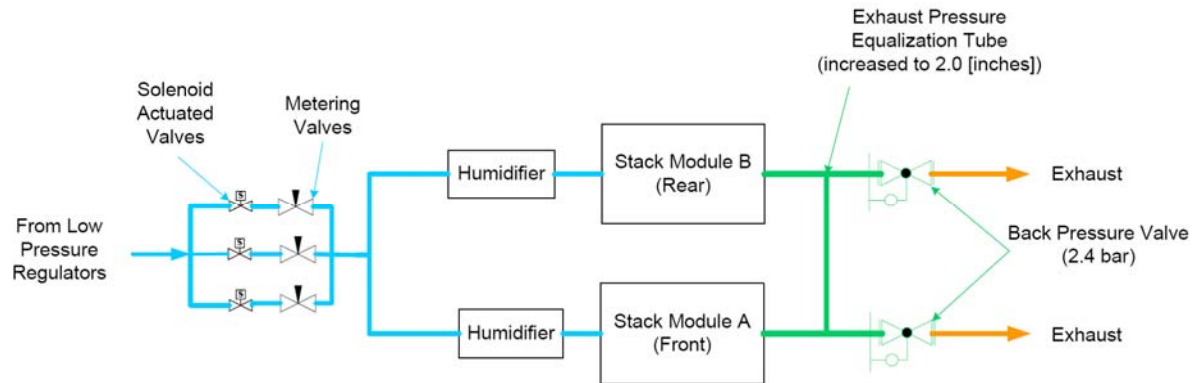 Exhaust Pressure
Equalization Tube
(increased to 2.0 [inches])
Solenoid
Actuated
Valves
Metering
Valves
S
S
S
From Low
Pressure
Regulators
Humidifier
Stack Module B
(Rear)
Exhaust
Back Pressure Valve
(2.4 bar)
Humidifier
Stack Module A
(Front)
Exhaust